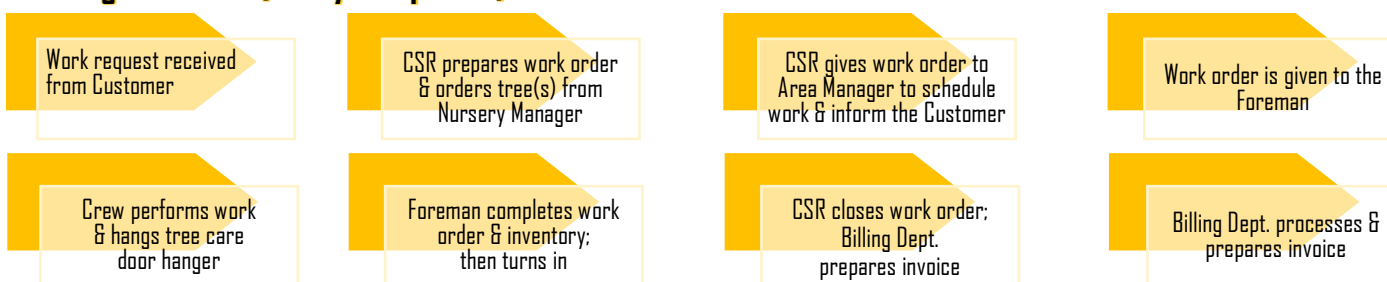 Work request received
from Customer
CSR prepares work order
& orders tree(s) from
Nursery Manager
CSR gives work order to
Area Manager to schedule
work & inform the Customer
Work order is given to the
Foreman
Crew performs work
& hangs tree care
door hanger
Foreman completes work
order & inventory;
then turns in
CSR closes work order;
Billing Dept.
prepares invoice
Billing Dept. processes &
prepares invoice